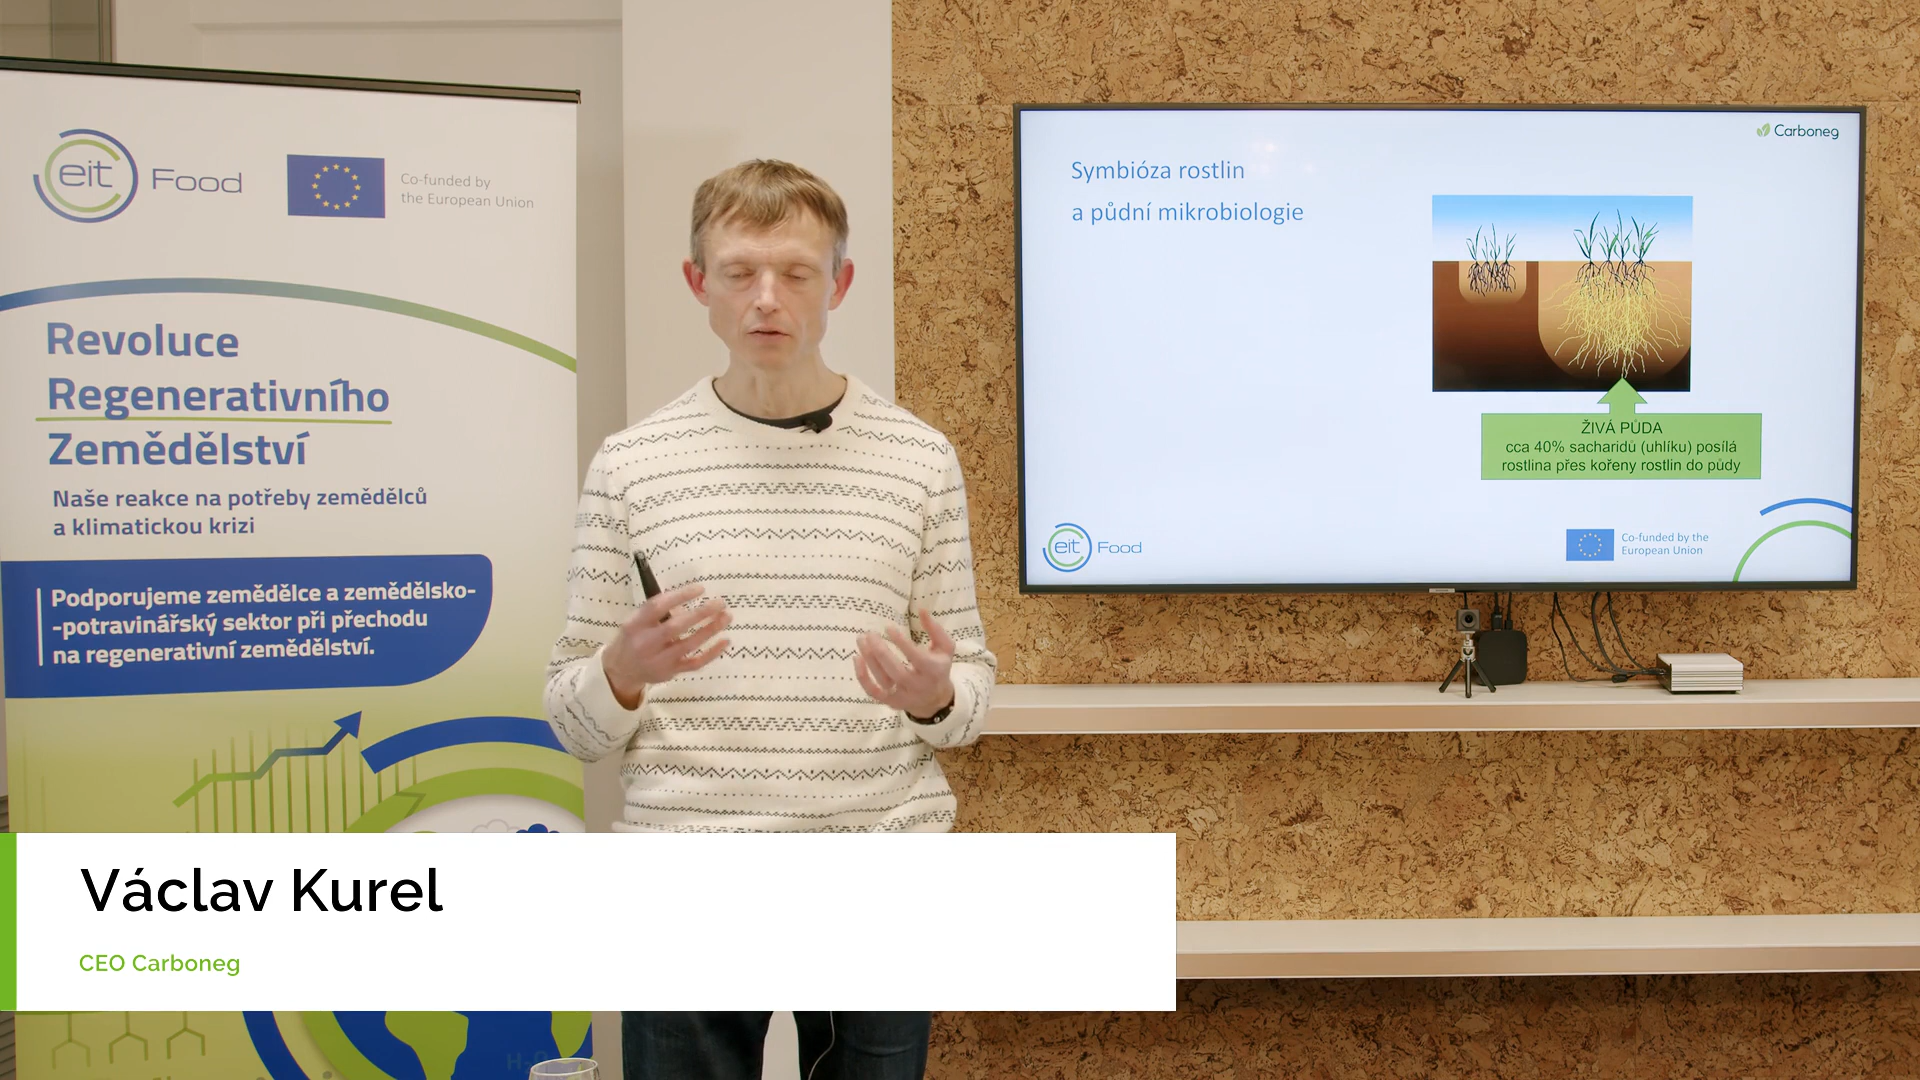 eit Food
Co-funded by
the European Union
Revoluce
Regenerativního
Zemědělství
Naše reakce na potřeby zemědělců
a klimatickou krizi
Podporujeme zemědělce a zemědělsko-
-potravinářský sektor při přechodu
na regenerativní zemědělství.
Carboneg
Symbióza rostlin
a půdní mikrobiologie
ŽIVÁ PŮDA
cca 40% sacharidů (uhlíku) posílá
rostlina přes kořeny rostlin do půdy
eit Food
Co-funded by the
European Union
Václav Kurel
CEO Carboneg